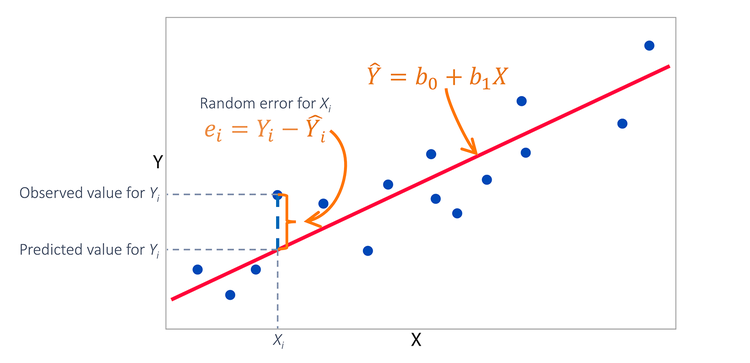 Ŷ = b₀ + b₁X
Random error for Xᵢ
eᵢ = Yᵢ − Ŷᵢ
Y
Observed value for Yᵢ
Predicted value for Yᵢ
Xᵢ
X